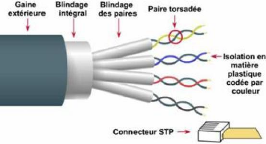 Gaine
extérieure
Blindage
intégral
Blindage
des paires
Paire torsadée
Isolation en
matière
plastique
codée par
couleur
Connecteur STP